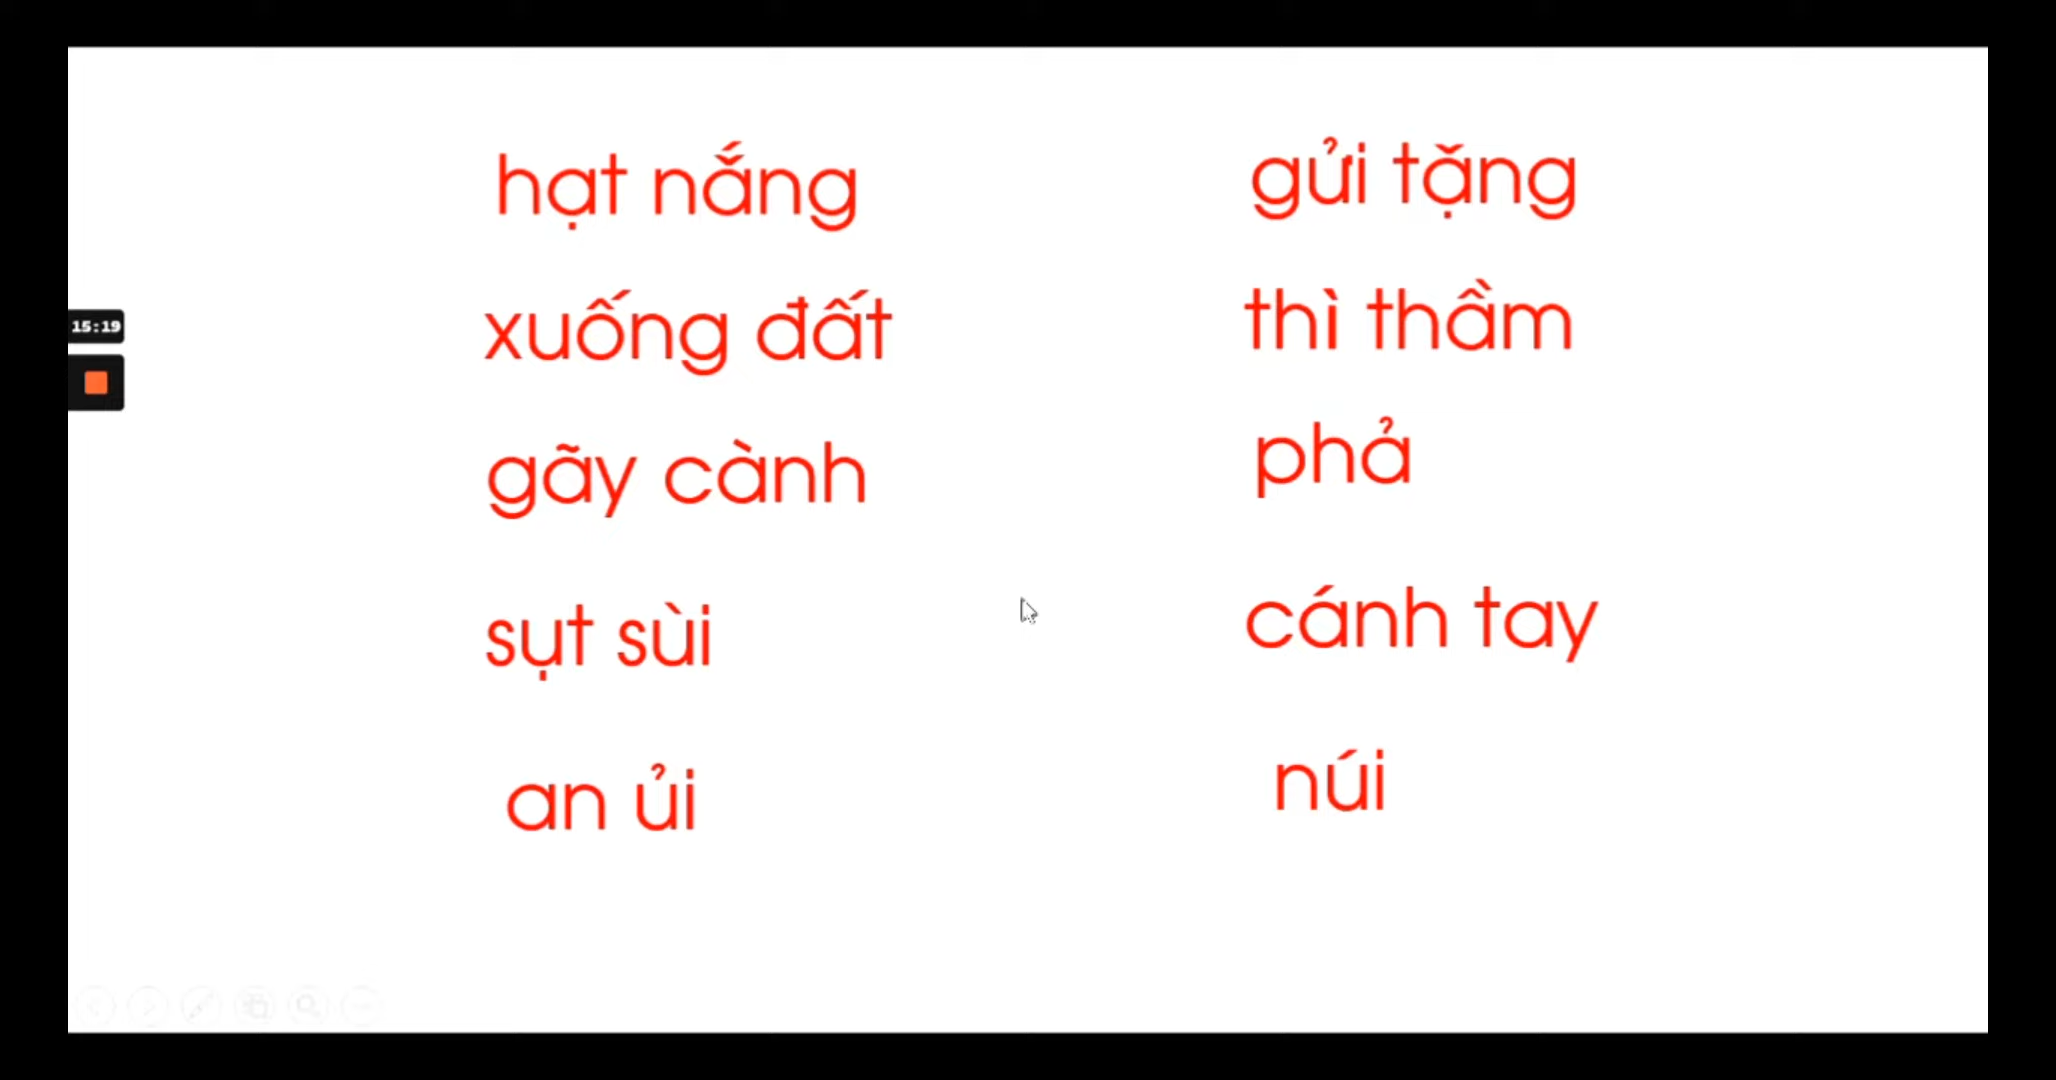 hạt nắng
xuống đất
gãy cành
sụt sùi
an ủi
gửi tặng
thì thầm
phả
cánh tay
núi
15:19